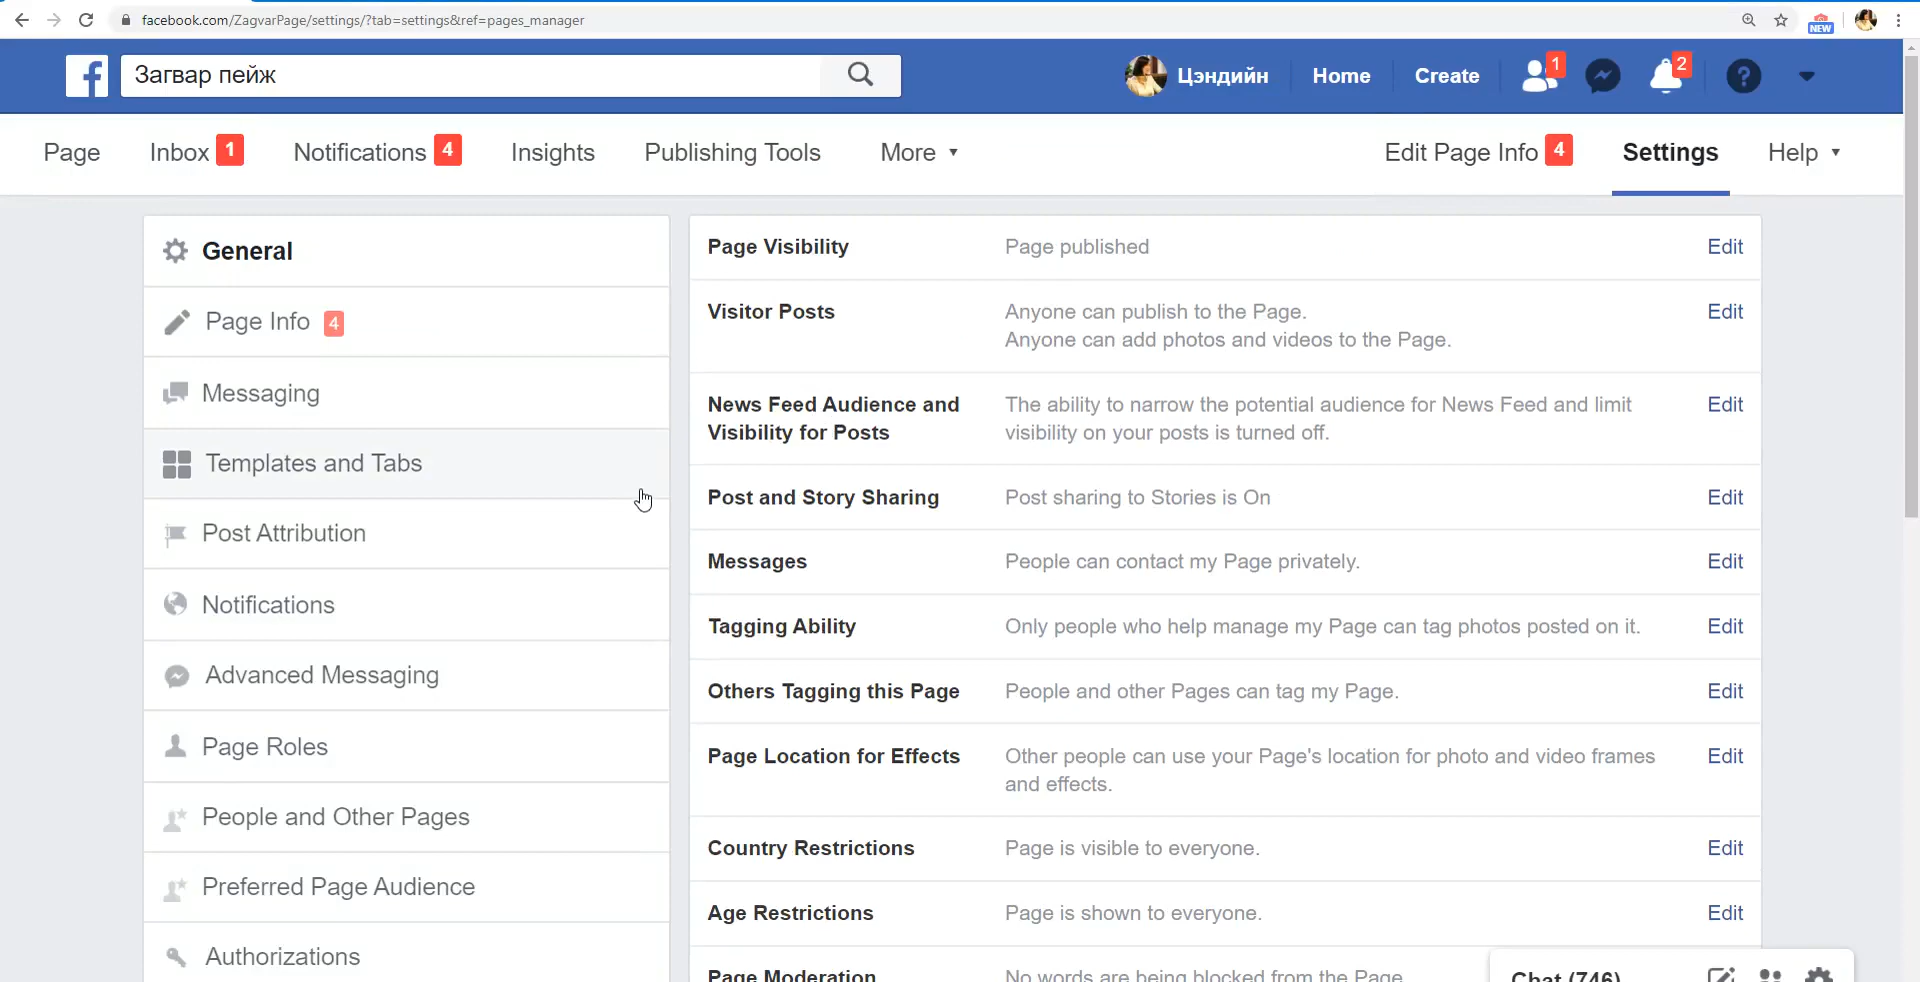 facebook.com/ZagvarPage/settings/?tab=settings&ref=pages_manager
NEW
Загвар пейж
Цэндийн
Home
Create
1
2
Page
Inbox 1
Notifications 4
Insights
Publishing Tools
More
Edit Page Info 4
Settings
Help
General
Page Info 4
Messaging
Templates and Tabs
Post Attribution
Notifications
Advanced Messaging
Page Roles
People and Other Pages
Preferred Page Audience
Authorizations
Page Visibility
Page published
Edit
Visitor Posts
Anyone can publish to the Page.
Anyone can add photos and videos to the Page.
Edit
News Feed Audience and
Visibility for Posts
The ability to narrow the potential audience for News Feed and limit
visibility on your posts is turned off.
Edit
Post and Story Sharing
Post sharing to Stories is On
Edit
Messages
People can contact my Page privately.
Edit
Tagging Ability
Only people who help manage my Page can tag photos posted on it.
Edit
Others Tagging this Page
People and other Pages can tag my Page.
Edit
Page Location for Effects
Other people can use your Page's location for photo and video frames
and effects.
Edit
Country Restrictions
Page is visible to everyone.
Edit
Age Restrictions
Page is shown to everyone.
Edit
Page Moderation
No words are being blocked from the Page
Chat (746)